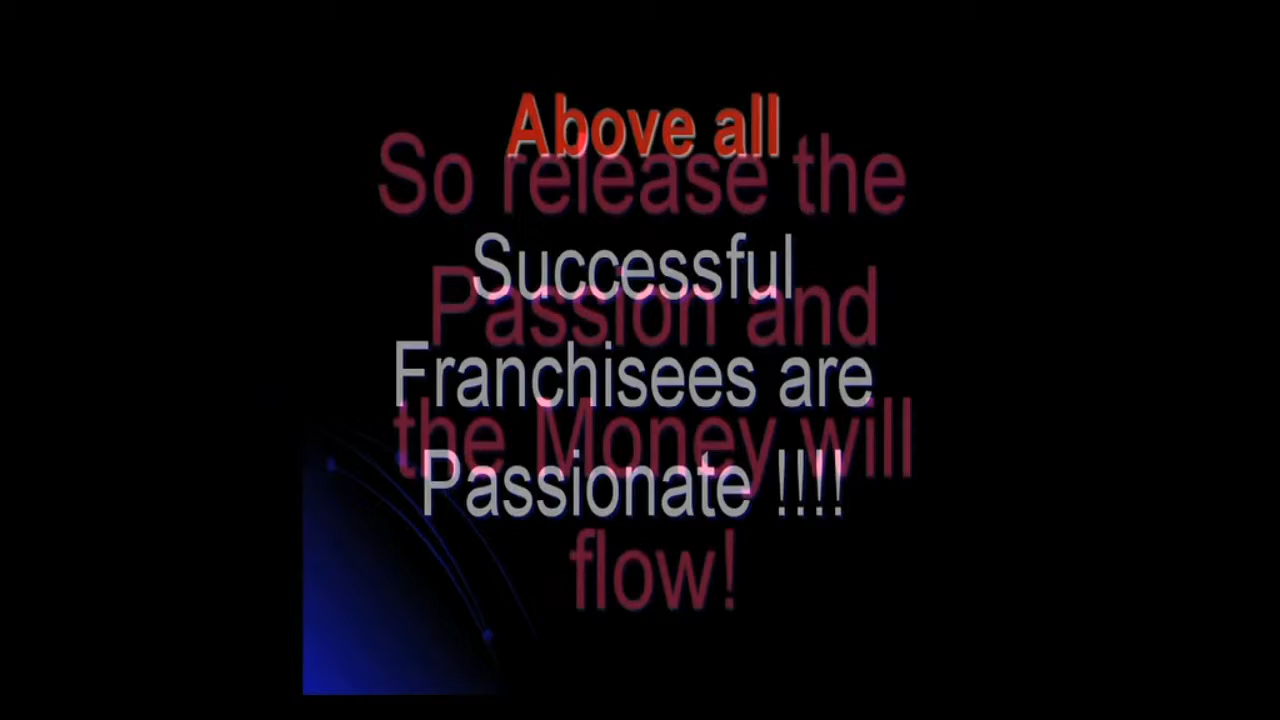 Above all
So release the
Successful
Passion and
Franchisees are
the Money will
Passionate !!!!
flow!